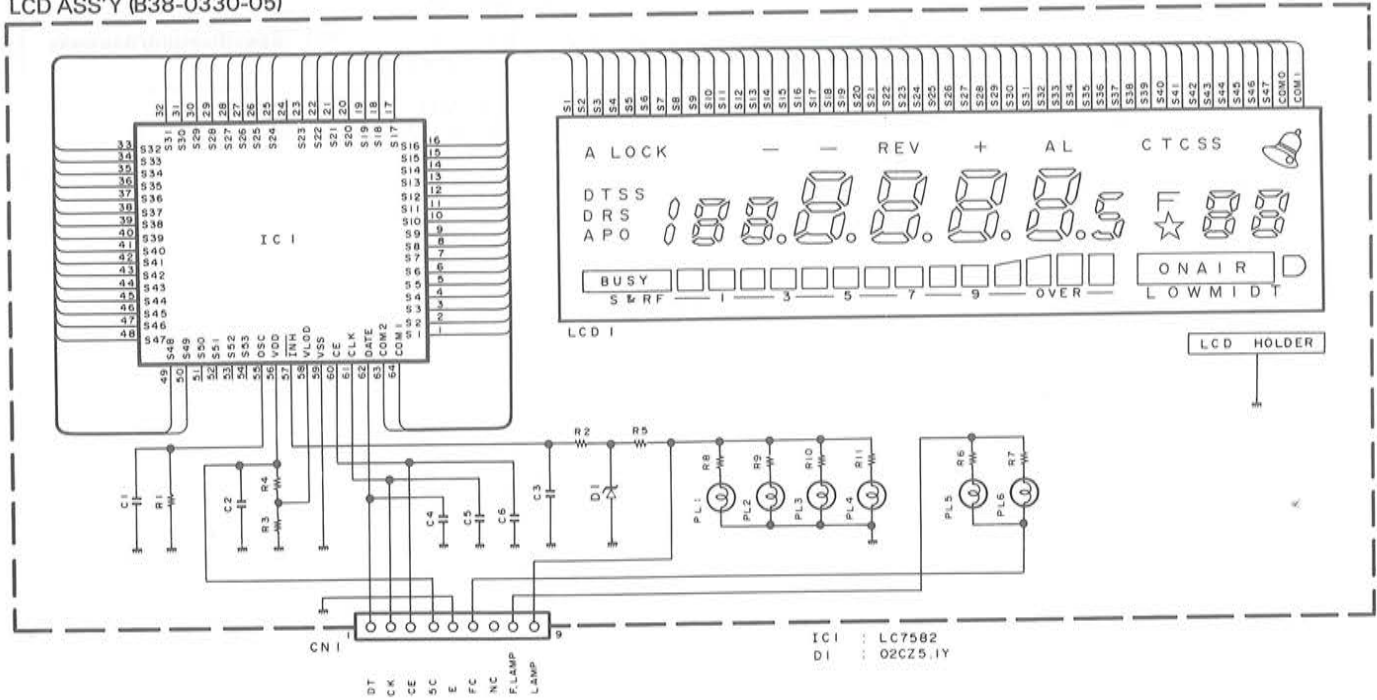 LCD ASS'Y (B38-0330-05)
32 31 30 29 28 27 26 25 24 23 22 21 20 19 18 17
S31 S30 S29 S28 S27 S26 S25 S24 S23 S22 S21 S20 S19 S18 S17
33 S32
34 S33
35 S34
36 S35
37 S36
38 S37
39 S38
40 S39
41 S40
42 S41
43 S42
44 S43
45 S44
46 S45
47 S46
48 S47
IC1
S16 16
S15 15
S14 14
S13 13
S12 12
S11 11
S10 10
S9 9
S8 8
S7 7
S6 6
S5 5
S4 4
S3 3
S2 2
S1 1
S48 S49 S50 S51 S52 S53 OSC VDD INH VLOD VSS CE CLK DATE COM2 COM1
49 50 51 52 53 54 55 56 57 58 59 60 61 62 63 64
S1 S2 S3 S4 S5 S6 S7 S8 S9 S10 S11 S12 S13 S14 S15 S16 S17 S18 S19 S20 S21 S22 S23 S24 S25 S26 S27 S28 S29 S30 S31 S32 S33 S34 S35 S36 S37 S38 S39 S40 S41 S42 S43 S44 S45 S46 S47 COM0 COM1
A LOCK — — REV + AL CTCSS
DTSS
DRS
APO
188.8.8.8.8.5 F 88
BUSY
ON AIR D
S & RF — 1 — 3 — 5 — 7 — 9 — OVER —
LOW MID T
LCD1
LCD HOLDER
R2 R5
C1 R1 C2 R4 R3 C4 C5 C6 C3 D1
R8 R9 R10 R11 R6 R7
PL1 PL2 PL3 PL4 PL5 PL6
CN1 1 9
DT CK CE 5C E FC NC F.LAMP LAMP
IC1 : LC7582
D1 : 02CZ5.1Y